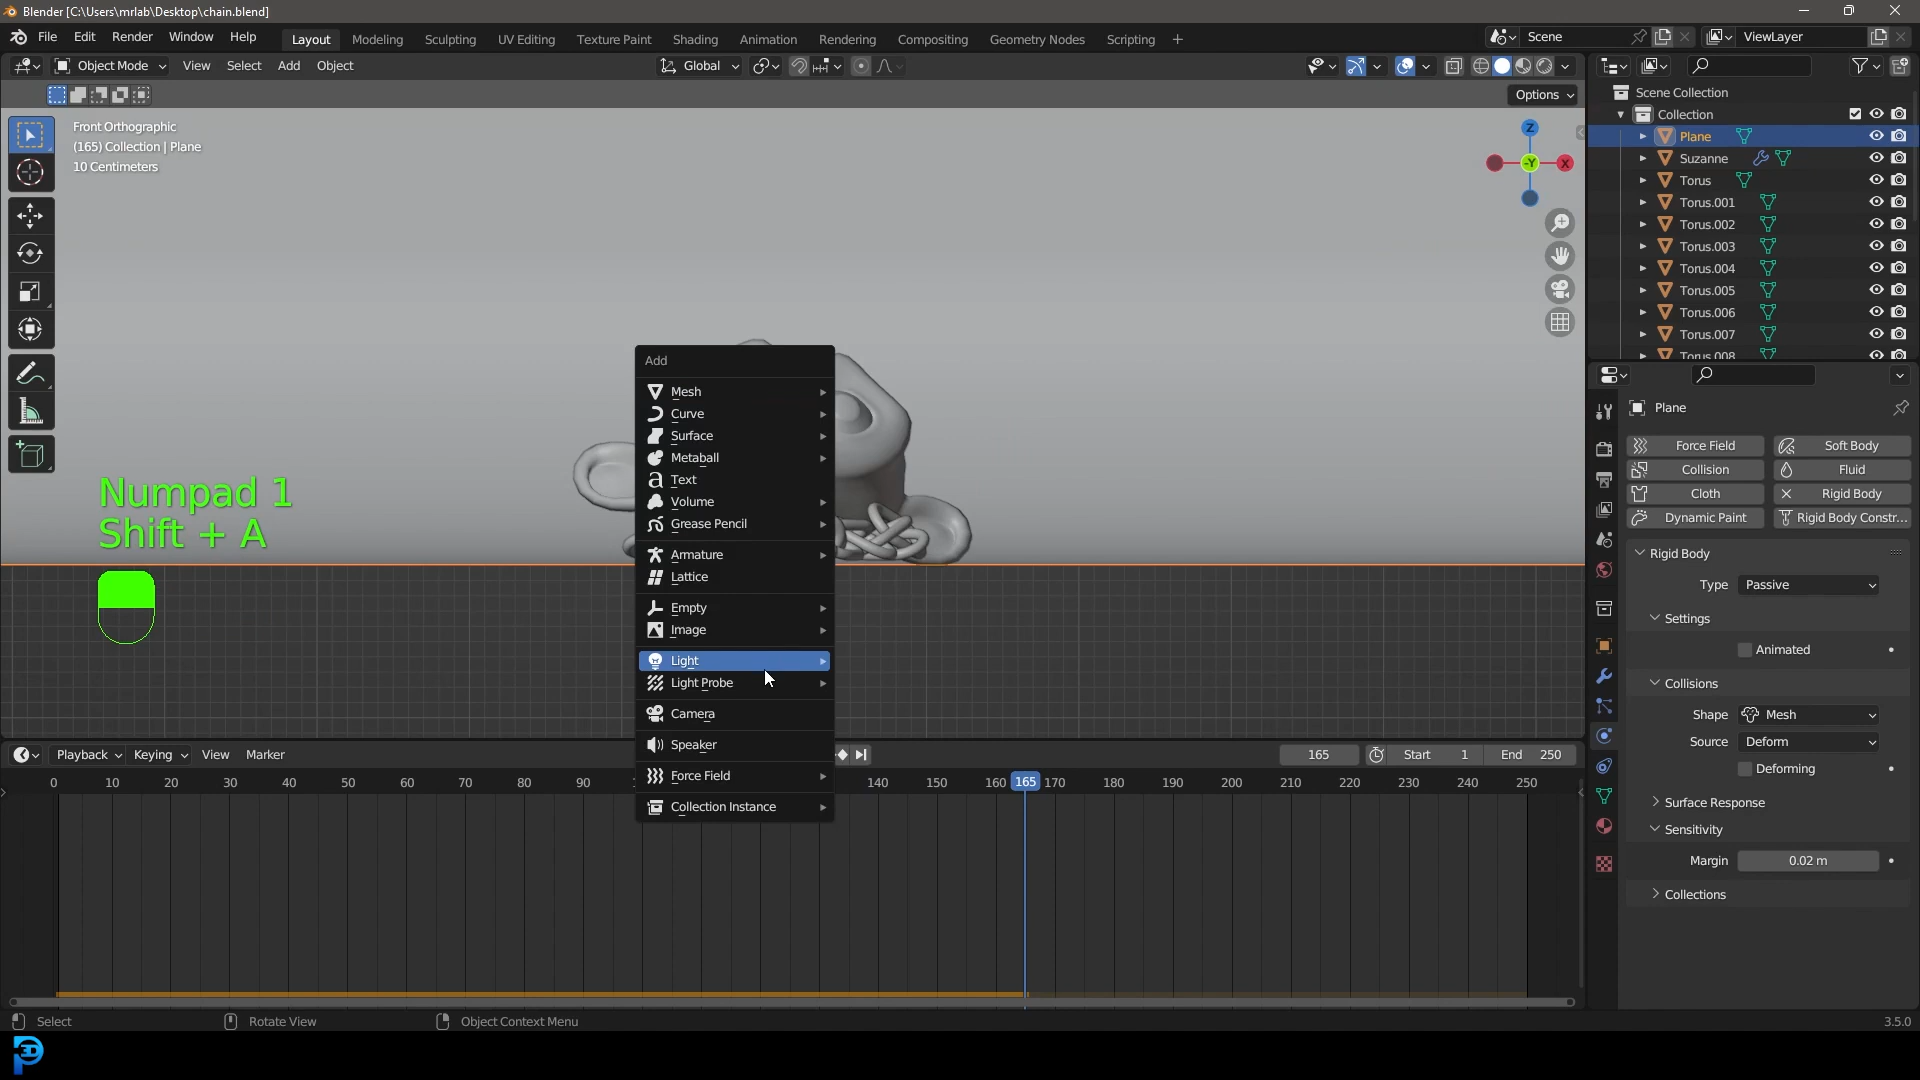 Blender [C:\Users\mrlab\Desktop\chain.blend]
File Edit Render Window Help Layout Modeling Sculpting UV Editing Texture Paint Shading Animation Rendering Compositing Geometry Nodes Scripting + Scene ViewLayer
Object Mode View Select Add Object Global
Options
Front Orthographic
(165) Collection | Plane
10 Centimeters
Z
-Y
X
Numpad 1
Shift + A
Add
Mesh
Curve
Surface
Metaball
Text
Volume
Grease Pencil
Armature
Lattice
Empty
Image
Light
Light Probe
Camera
Speaker
Force Field
Collection Instance
Scene Collection
Collection
Plane
Suzanne
Torus
Torus.001
Torus.002
Torus.003
Torus.004
Torus.005
Torus.006
Torus.007
Torus.008
Plane
Force Field Soft Body
Collision Fluid
Cloth Rigid Body
Dynamic Paint Rigid Body Constr...
Rigid Body
Type Passive
Settings
Animated
Collisions
Shape Mesh
Source Deform
Deforming
Surface Response
Sensitivity
Margin 0.02 m
Collections
Playback Keying View Marker 165 Start 1 End 250
0 10 20 30 40 50 60 70 80 90 140 150 160 165 170 180 190 200 210 220 230 240 250
Select Rotate View Object Context Menu 3.5.0